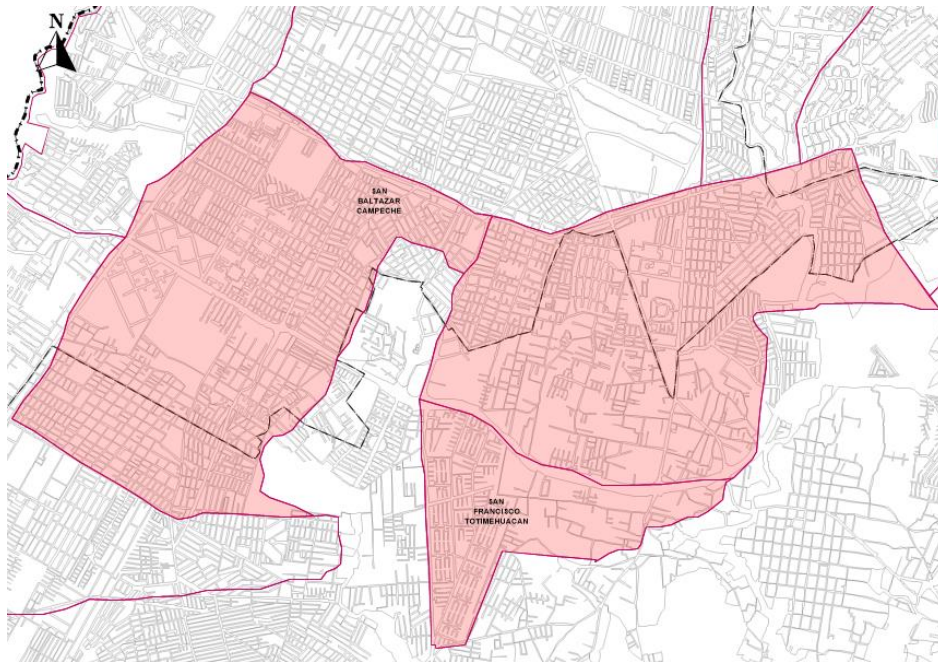 N
SAN
BALTAZAR
CAMPECHE
SAN
FRANCISCO
TOTIMEHUACAN